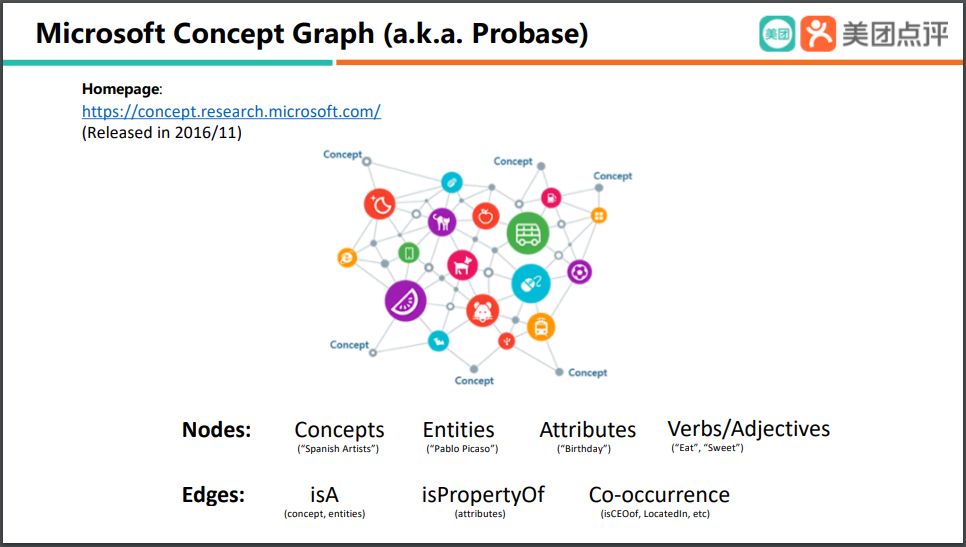 Microsoft Concept Graph (a.k.a. Probase)
美团 美团点评
Homepage:
https://concept.research.microsoft.com/
(Released in 2016/11)
Concept
Concept
Concept
Concept
Concept
Concept
Nodes: Concepts Entities Attributes Verbs/Adjectives
("Spanish Artists") ("Pablo Picaso") ("Birthday") ("Eat", "Sweet")
Edges: isA isPropertyOf Co-occurrence
(concept, entities) (attributes) (isCEOof, LocatedIn, etc)